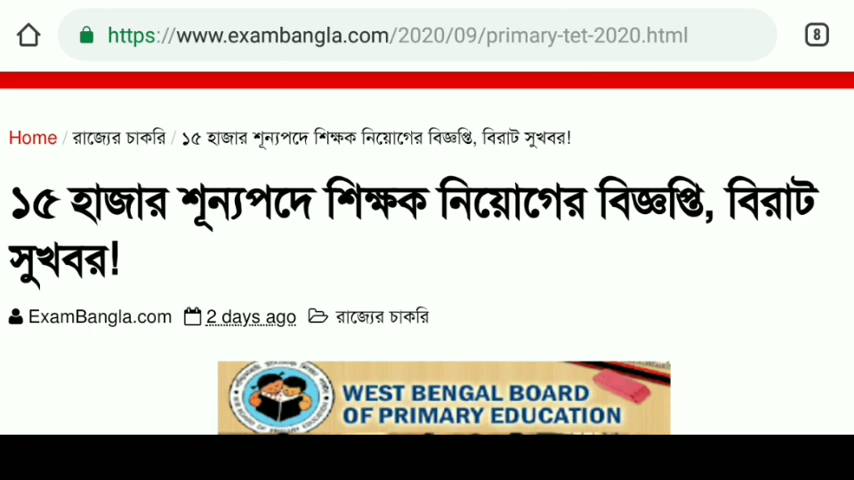 https://www.exambangla.com/2020/09/primary-tet-2020.html
8
Home / রাজ্যের চাকরি / ১৫ হাজার শূন্যপদে শিক্ষক নিয়োগের বিজ্ঞপ্তি, বিরাট সুখবর!
১৫ হাজার শূন্যপদে শিক্ষক নিয়োগের বিজ্ঞপ্তি, বিরাট
সুখবর!
ExamBangla.com 2 days ago রাজ্যের চাকরি
WEST BENGAL BOARD
OF PRIMARY EDUCATION